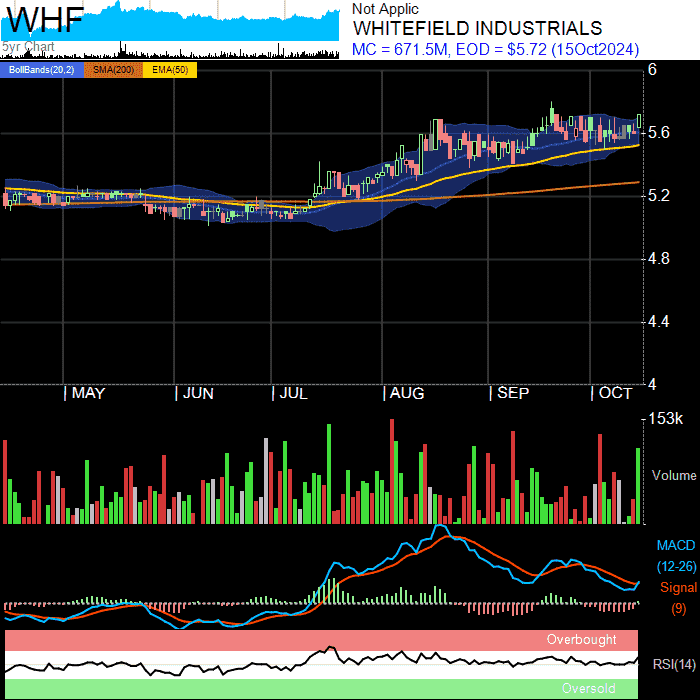 WHF
5yr Chart
Not Applic
WHITEFIELD INDUSTRIALS
MC = 671.5M, EOD = $5.72 (15Oct2024)
BollBands(20,2) SMA(200) EMA(50)
6
5.6
5.2
4.8
4.4
4
MAY JUN JUL AUG SEP OCT
153k
Volume
MACD
(12-26)
Signal
(9)
Overbought
RSI(14)
Oversold